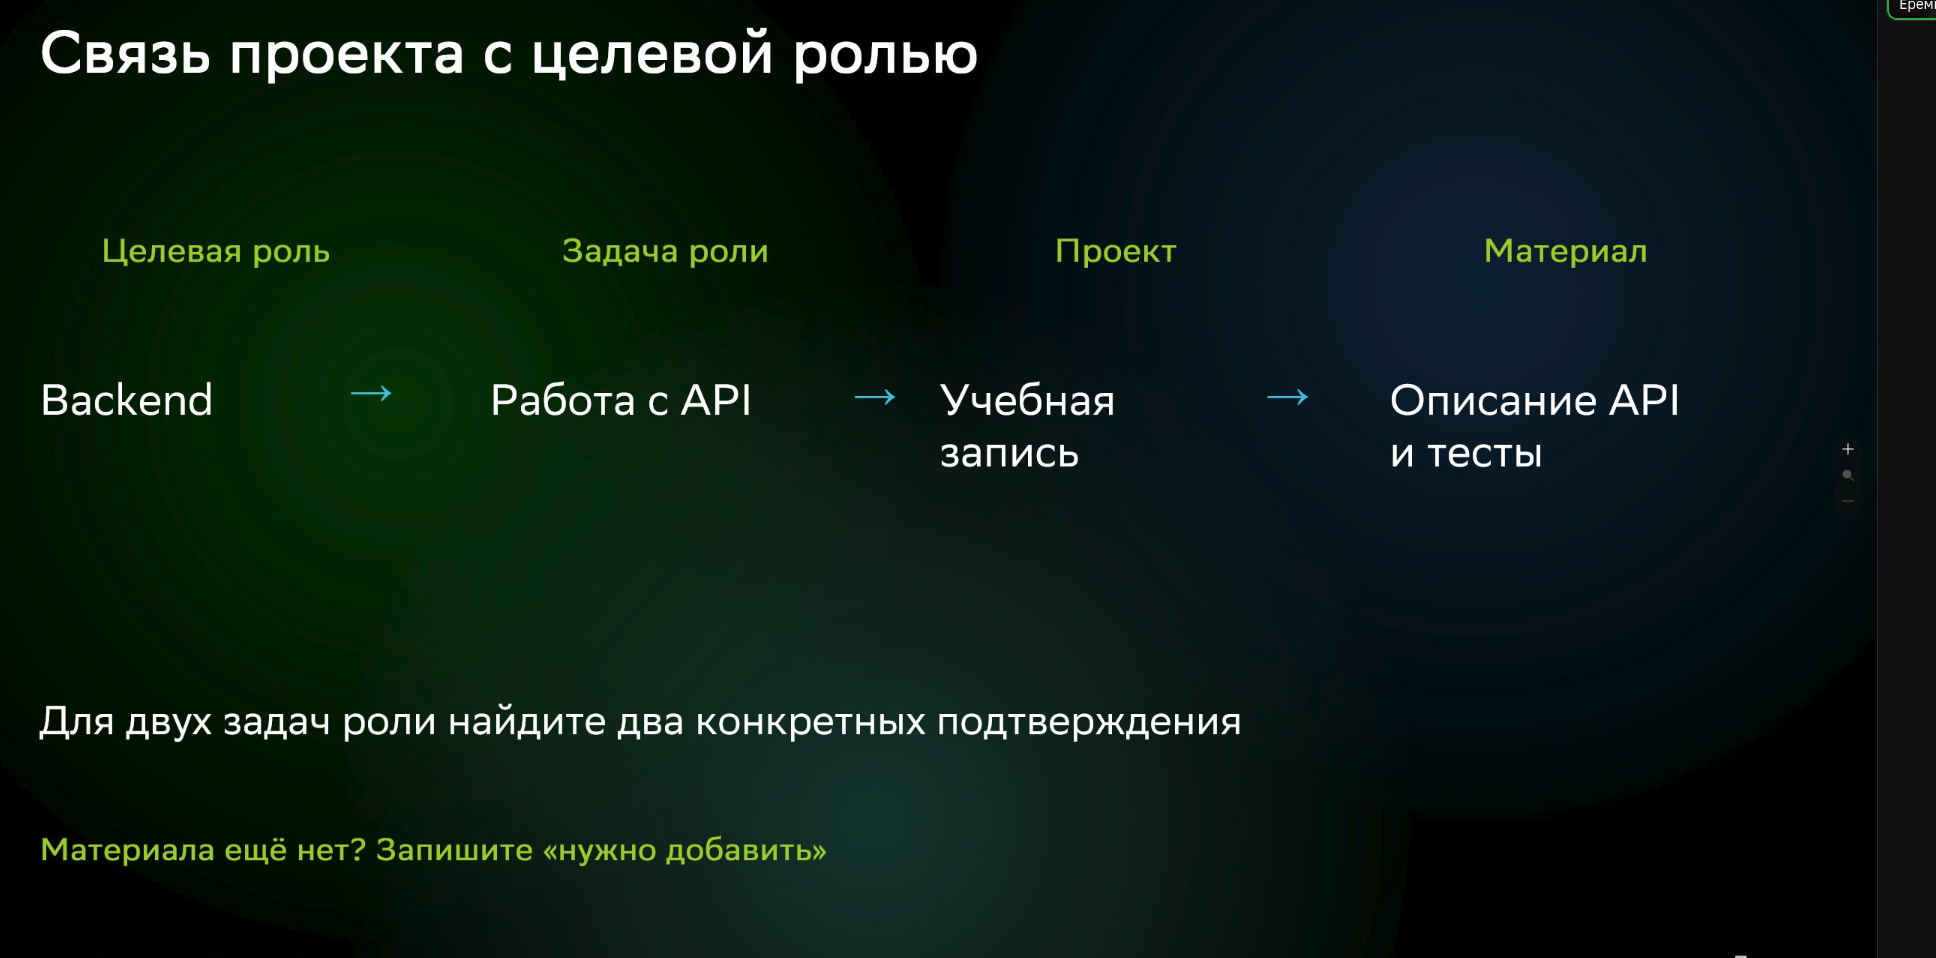 Связь проекта с целевой ролью
Целевая роль
Задача роли
Проект
Материал
Backend
→
Работа с API
→
Учебная
запись
→
Описание API
и тесты
Для двух задач роли найдите два конкретных подтверждения
Материала ещё нет? Запишите «нужно добавить»